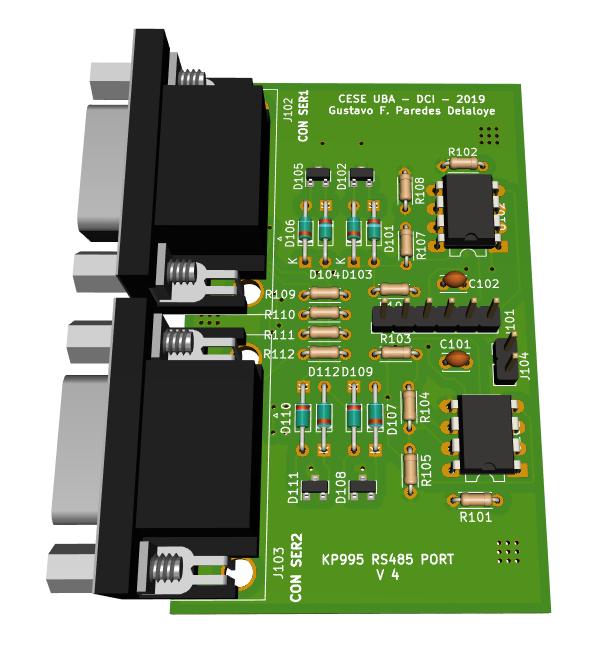 CESE UBA – DCI – 2019
Gustavo F. Paredes Delaloye
J102
CON SER1
D105
D102
R108
R102
D106
D101
R107
K
K
D104
D103
C102
R109
R110
R111
R112
R103
C101
J104
D112
D109
D110
D107
R104
D111
D108
R105
R101
J103
CON SER2
KP995 RS485 PORT
V 4